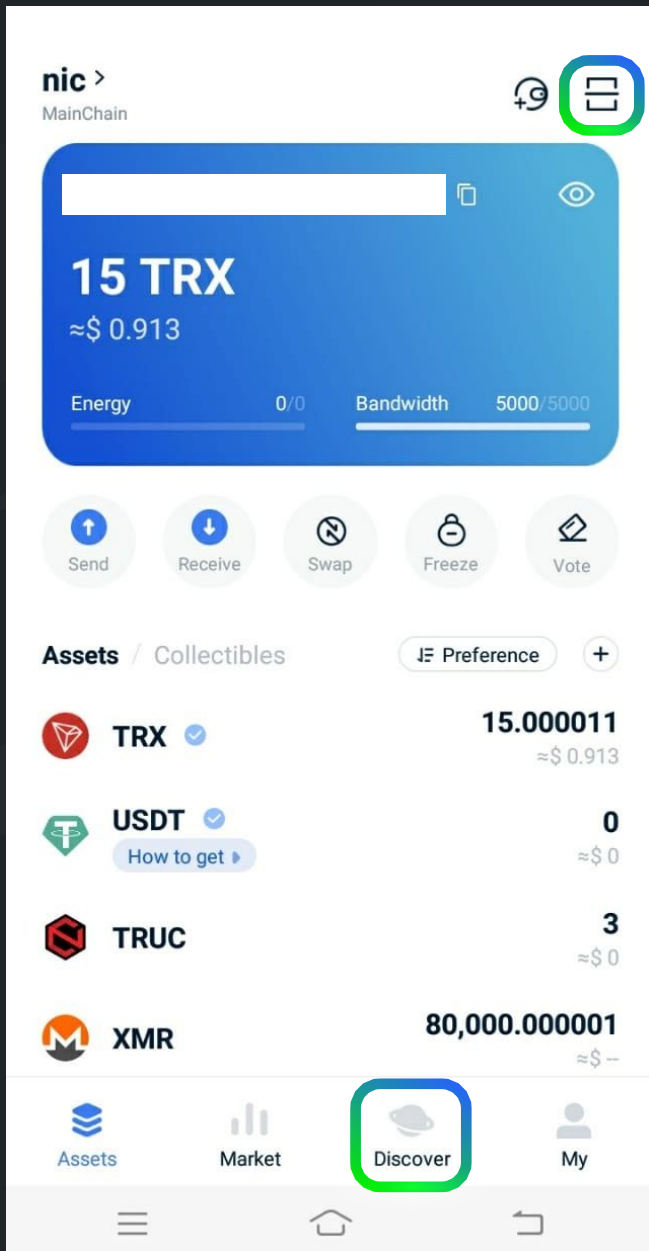 nic >
MainChain
15 TRX
≈$ 0.913
Energy 0/0 Bandwidth 5000/5000
Send Receive Swap Freeze Vote
Assets / Collectibles Preference +
TRX 15.000011
≈$ 0.913
USDT 0
How to get ≈$ 0
TRUC 3
≈$ 0
XMR 80,000.000001
≈$ --
Assets Market Discover My